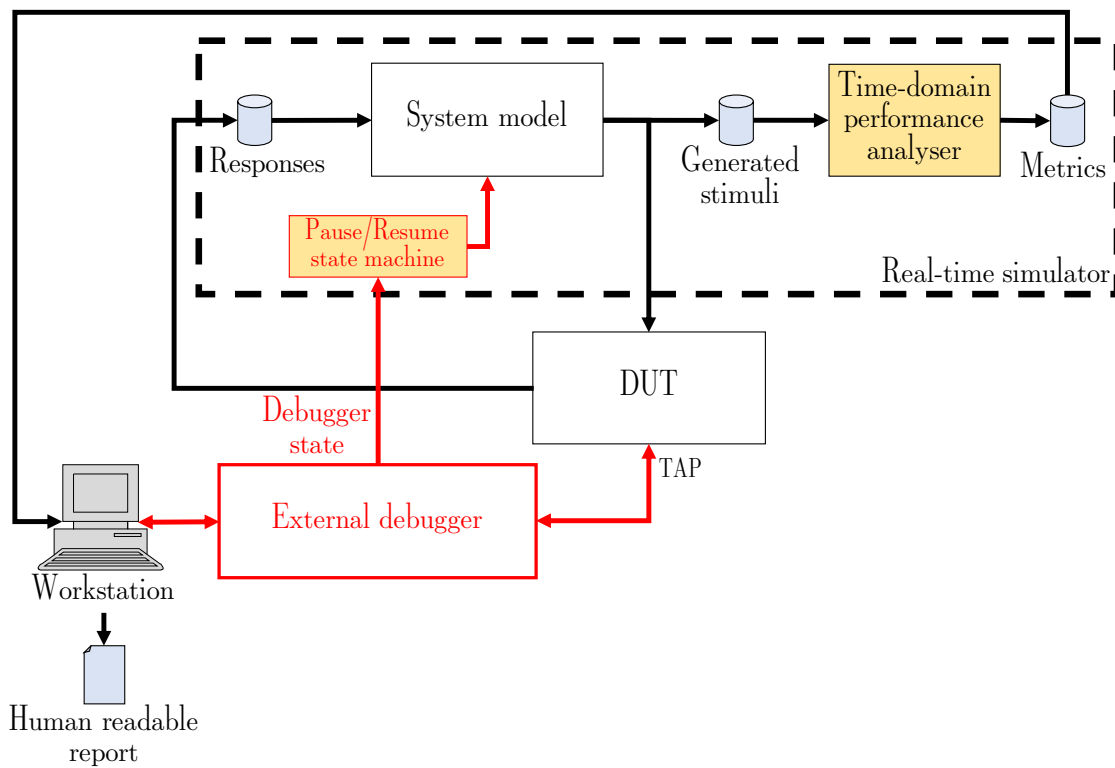 System model
Time-domain
performance
analyser
Responses
Generated
stimuli
Metrics
Pause/Resume
state machine
Real-time simulator
DUT
Debugger
state
TAP
External debugger
Workstation
Human readable
report